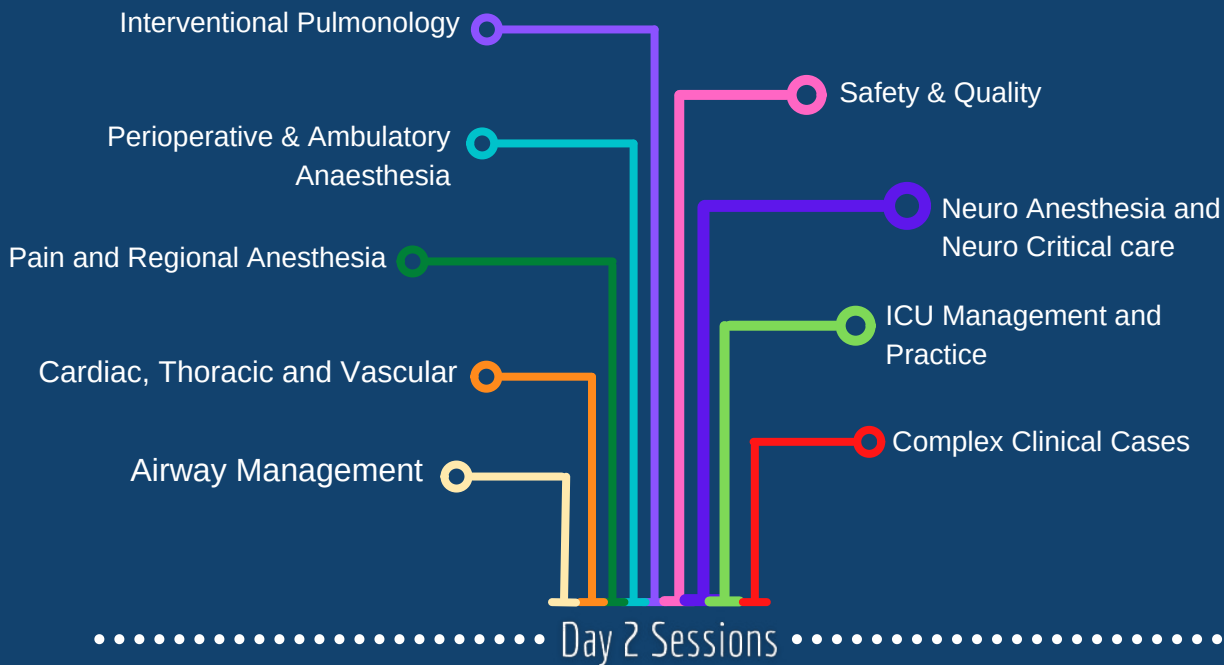 Interventional Pulmonology
Safety & Quality
Perioperative & Ambulatory
Anaesthesia
Neuro Anesthesia and
Neuro Critical care
Pain and Regional Anesthesia
ICU Management and
Practice
Cardiac, Thoracic and Vascular
Complex Clinical Cases
Airway Management
Day 2 Sessions